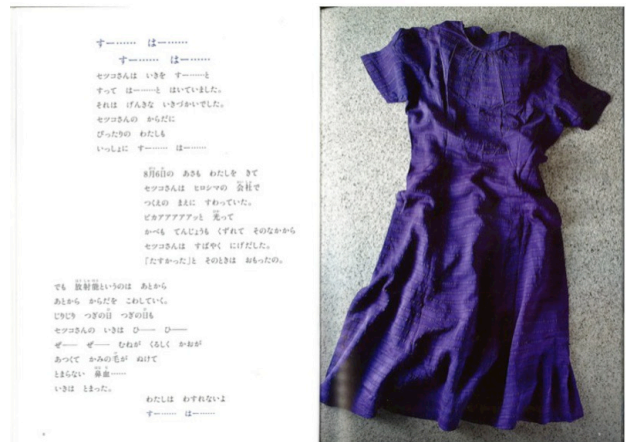 すー…… はー……
すー…… はー……
セツコさんは いきを すー……と
すって はー……と はいていました。
それは げんきな いきづかいでした。
セツコさんの からだに
ぴったりの わたしも
いっしょに すー…… はー……
8月6日の あさも わたしを きて
セツコさんは ヒロシマの 会社で
つくえの まえに すわっていた。
ピカアアアアアッと 光って
かべも てんじょうも くずれて そのなかから
セツコさんは すばやく にげだした。
「たすかった」と そのときは おもったの。
でも 放射能というのは あとから
あとから からだを こわしていく。
じりじり つぎの日 つぎの日も
セツコさんの いきは ひ—— ひ——
ぜ—— ぜ—— むねが くるしく かおが
あつくて かみの毛が ぬけて
とまらない 鼻血……
いきは とまった。
わたしは わすれないよ
すー…… はー……